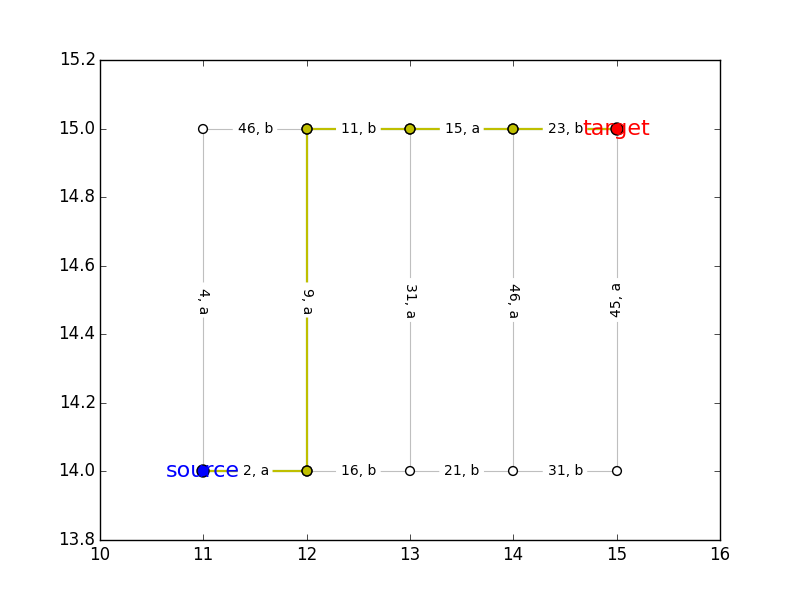 15.2
15.0
14.8
14.6
14.4
14.2
14.0
13.8
46, b
11, b
15, a
23, b
target
4, a
9, a
31, a
46, a
45, a
source
2, a
16, b
21, b
31, b
10
11
12
13
14
15
16